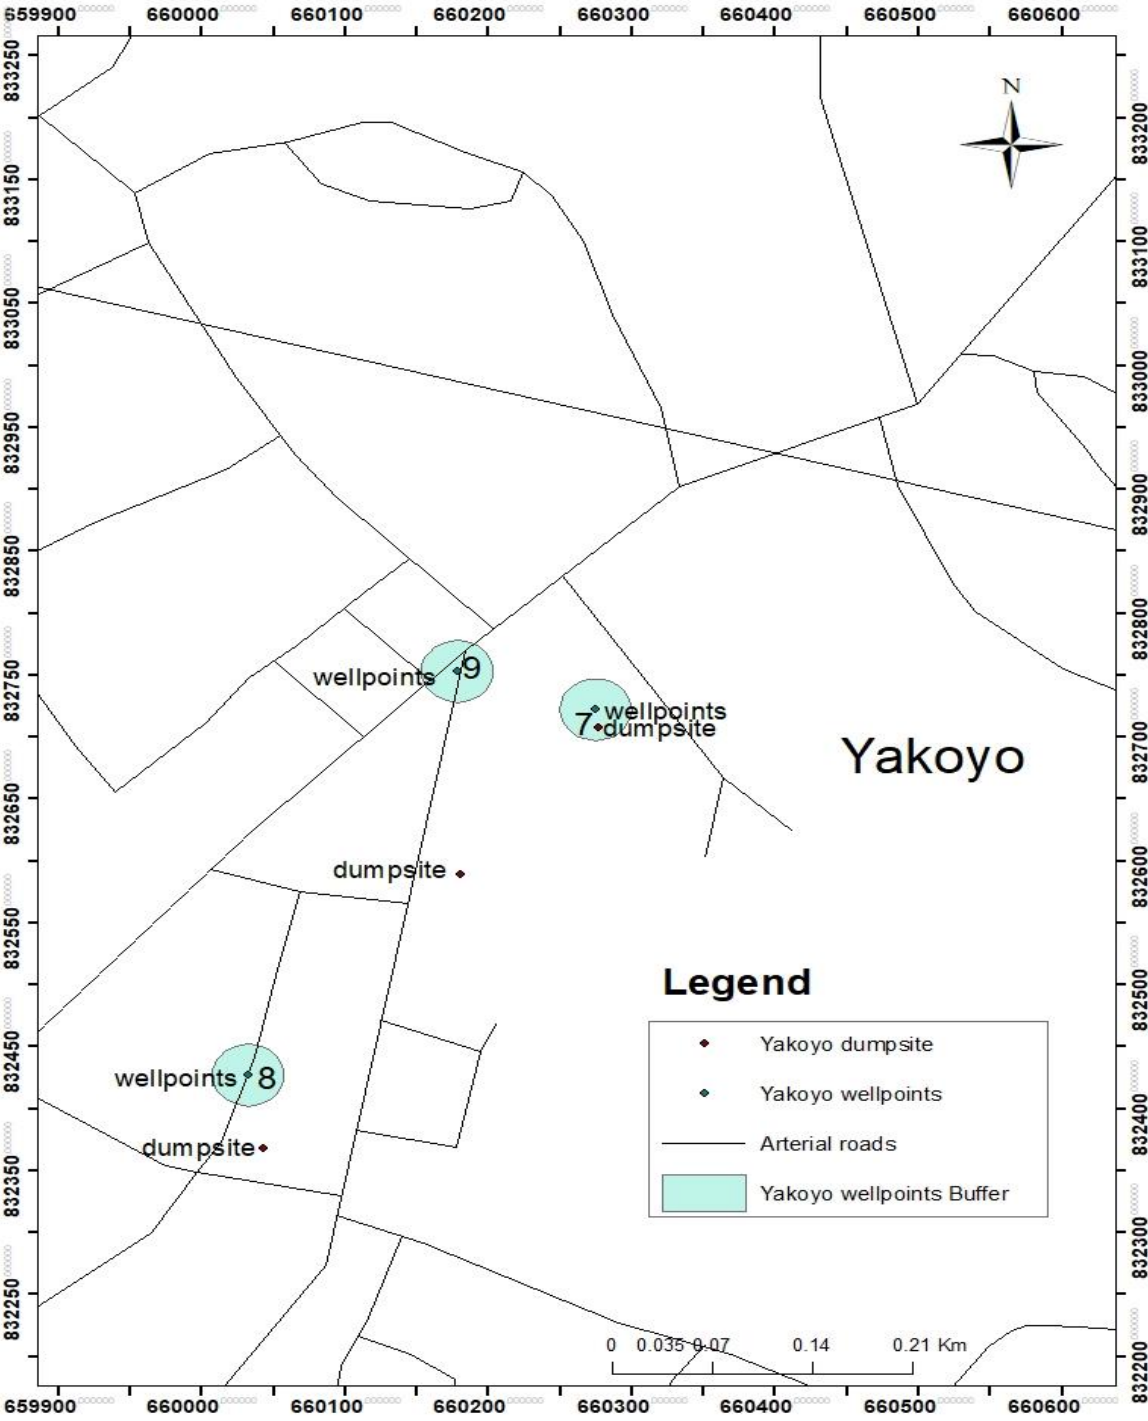 659900 660000 660100 660200 660300 660400 660500 660600
833250
833200
833150
833100
833050
833000
832950
832900
832850
832800
832750
832700
832650
832600
832550
832500
832450
832400
832350
832300
832250
832200
N
wellpoints 9
wellpoints
7 dumpsite
Yakoyo
dumpsite
wellpoints 8
dumpsite
Legend
Yakoyo dumpsite
Yakoyo wellpoints
Arterial roads
Yakoyo wellpoints Buffer
0 0.035 0.07 0.14 0.21 Km
659900 660000 660100 660200 660300 660400 660500 660600